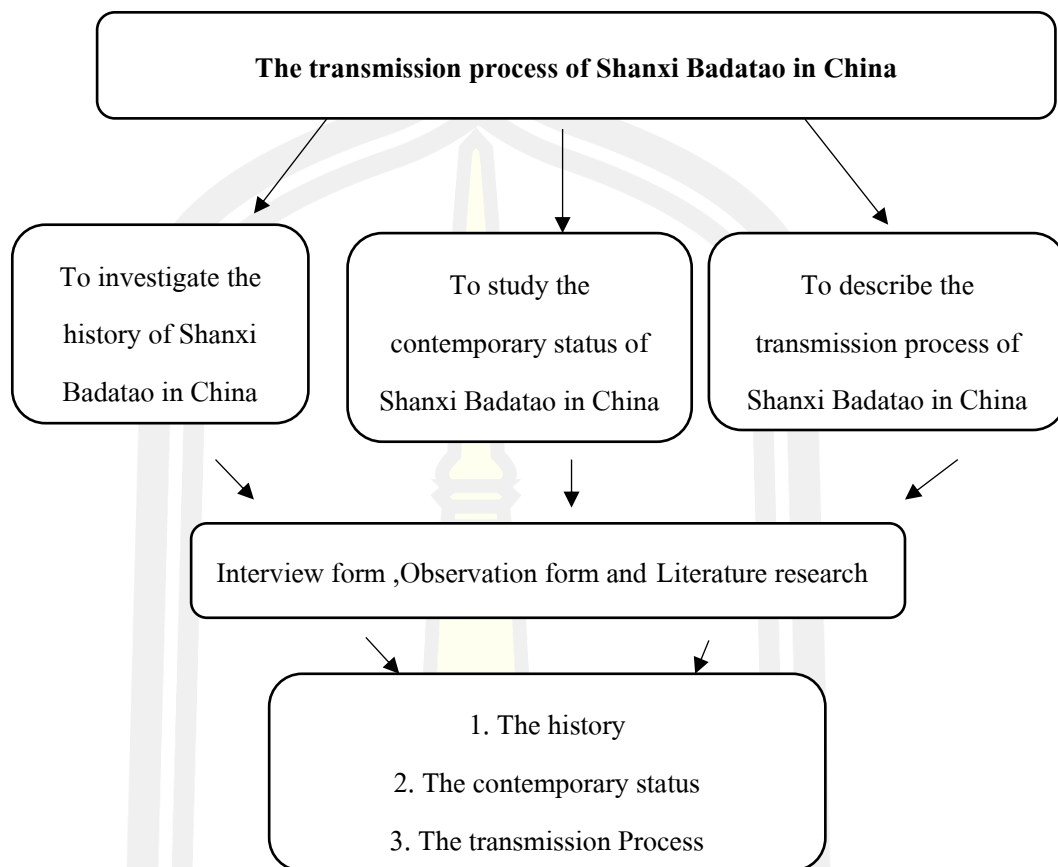 The transmission process of Shanxi Badatao in China
To investigate the
history of Shanxi
Badatao in China
To study the
contemporary status of
Shanxi Badatao in China
To describe the
transmission process of
Shanxi Badatao in China
Interview form ,Observation form and Literature research
1. The history
2. The contemporary status
3. The transmission Process